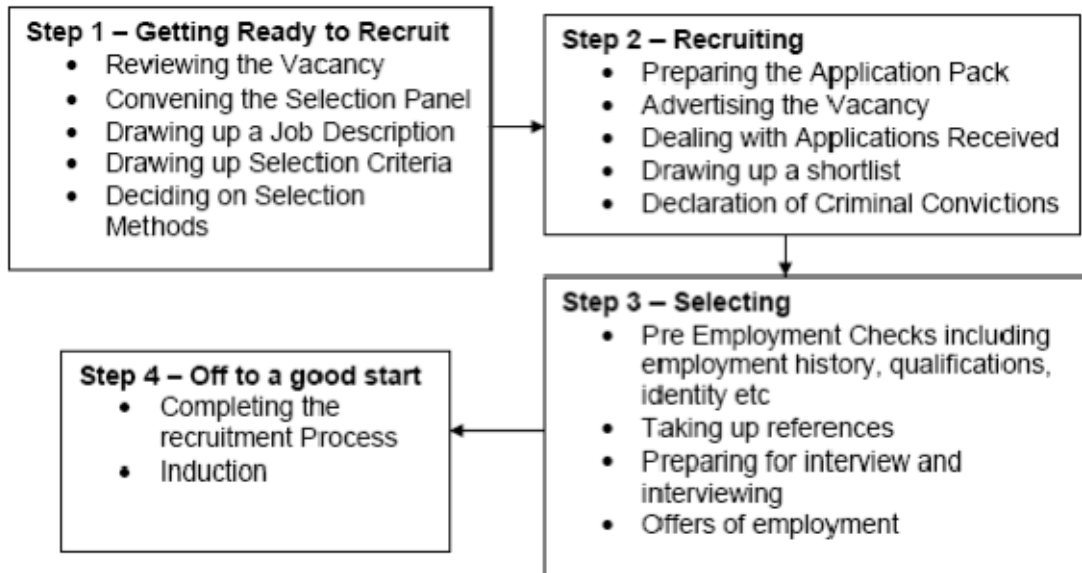 Step 1 – Getting Ready to Recruit
• Reviewing the Vacancy
• Convening the Selection Panel
• Drawing up a Job Description
• Drawing up Selection Criteria
• Deciding on Selection
Methods
Step 2 – Recruiting
• Preparing the Application Pack
• Advertising the Vacancy
• Dealing with Applications Received
• Drawing up a shortlist
• Declaration of Criminal Convictions
Step 3 – Selecting
• Pre Employment Checks including
employment history, qualifications,
identity etc
• Taking up references
• Preparing for interview and
interviewing
• Offers of employment
Step 4 – Off to a good start
• Completing the
recruitment Process
• Induction